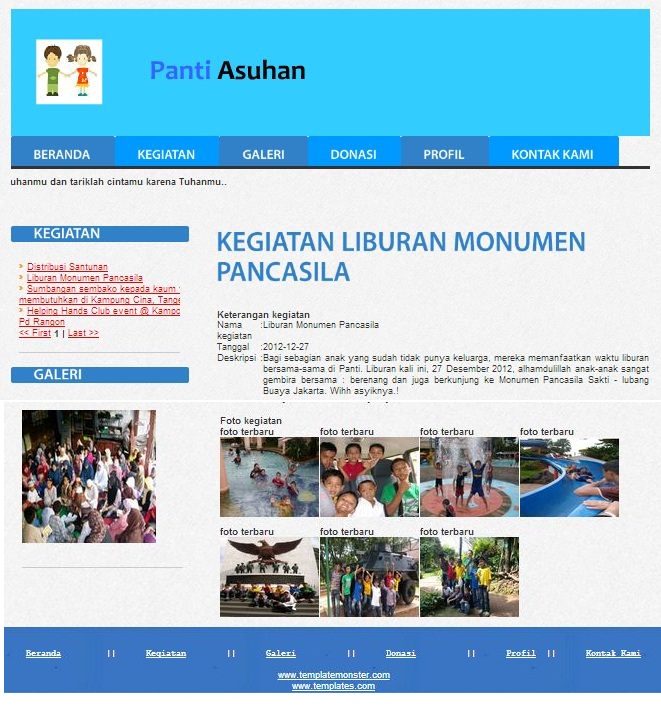 Panti Asuhan
BERANDA KEGIATAN GALERI DONASI PROFIL KONTAK KAMI
uhanmu dan tariklah cintamu karena Tuhanmu..
KEGIATAN
Distribusi Santunan
Liburan Monumen Pancasila
Sumbangan sembako kepada kaum
membutuhkan di Kampung Cina, Tange
Helping Hands Club event @ Kampo
Pd Rangon
<< First 1 | Last >>
GALERI
KEGIATAN LIBURAN MONUMEN
PANCASILA
Keterangan kegiatan
Nama :Liburan Monumen Pancasila
kegiatan
Tanggal :2012-12-27
Deskripsi :Bagi sebagian anak yang sudah tidak punya keluarga, mereka memanfaatkan waktu liburan
bersama-sama di Panti. Liburan kali ini, 27 Desember 2012, alhamdulillah anak-anak sangat
gembira bersama : berenang dan juga berkunjung ke Monumen Pancasila Sakti - lubang
Buaya Jakarta. Wihh asyiknya.!
Foto kegiatan
foto terbaru foto terbaru foto terbaru foto terbaru
foto terbaru foto terbaru foto terbaru
Beranda || Kegiatan || Galeri || Donasi || Profil || Kontak Kami
www.templatemonster.com
www.templates.com